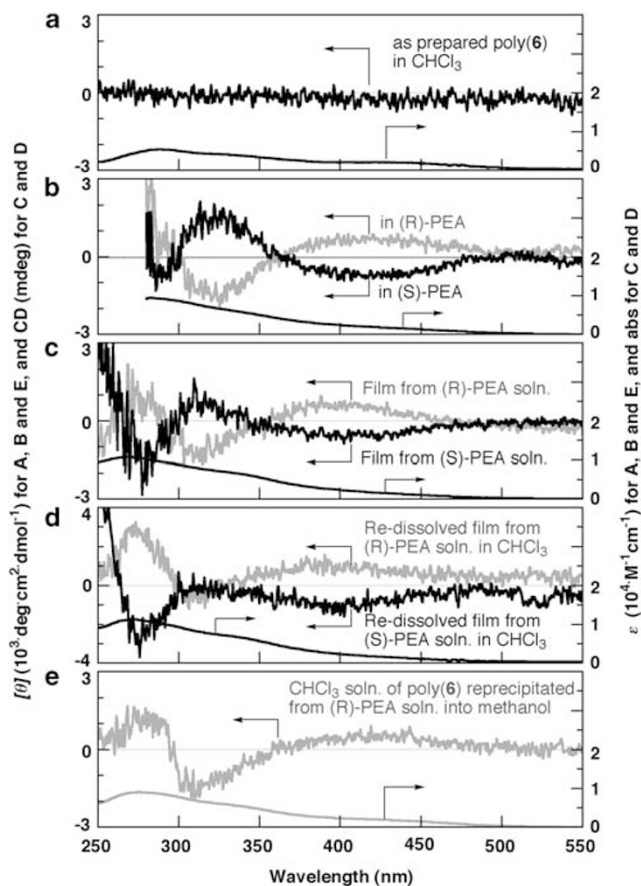 a
3
0
-3
2
1
0
as prepared poly(6)
in CHCl3
b
3
0
-3
2
1
0
in (R)-PEA
in (S)-PEA
c
3
0
-3
2
1
0
Film from (R)-PEA soln.
Film from (S)-PEA soln.
d
4
0
-4
2
1
0
Re-dissolved film from
(R)-PEA soln. in CHCl3
Re-dissolved film from
(S)-PEA soln. in CHCl3
e
3
0
-3
2
1
0
CHCl3 soln. of poly(6) reprecipitated
from (R)-PEA soln. into methanol
250 300 350 400 450 500 550
Wavelength (nm)
[θ] (10³·deg·cm²·dmol⁻¹) for A, B and E, and CD (mdeg) for C and D
ε (10⁴·M⁻¹cm⁻¹) for A, B and E, and abs for C and D